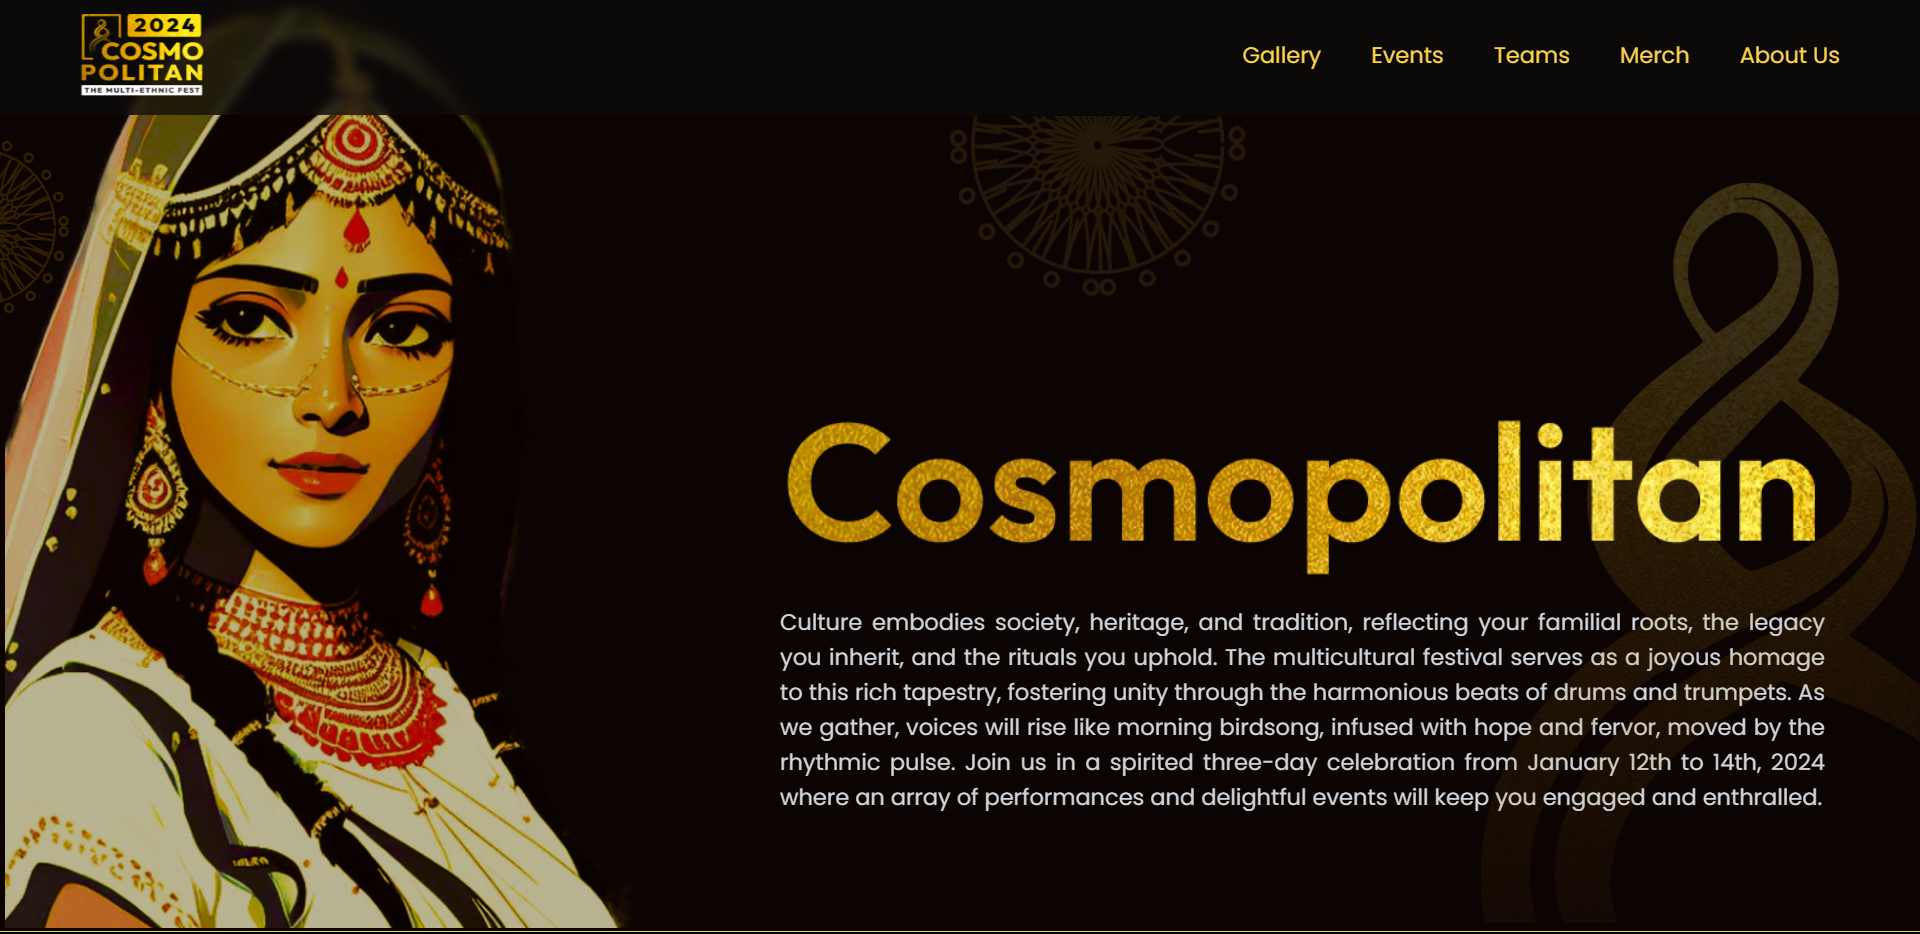 2024
COSMO
POLITAN
THE MULTI-ETHNIC FEST
Gallery Events Teams Merch About Us
Cosmopolitan
Culture embodies society, heritage, and tradition, reflecting your familial roots, the legacy
you inherit, and the rituals you uphold. The multicultural festival serves as a joyous homage
to this rich tapestry, fostering unity through the harmonious beats of drums and trumpets. As
we gather, voices will rise like morning birdsong, infused with hope and fervor, moved by the
rhythmic pulse. Join us in a spirited three-day celebration from January 12th to 14th, 2024
where an array of performances and delightful events will keep you engaged and enthralled.